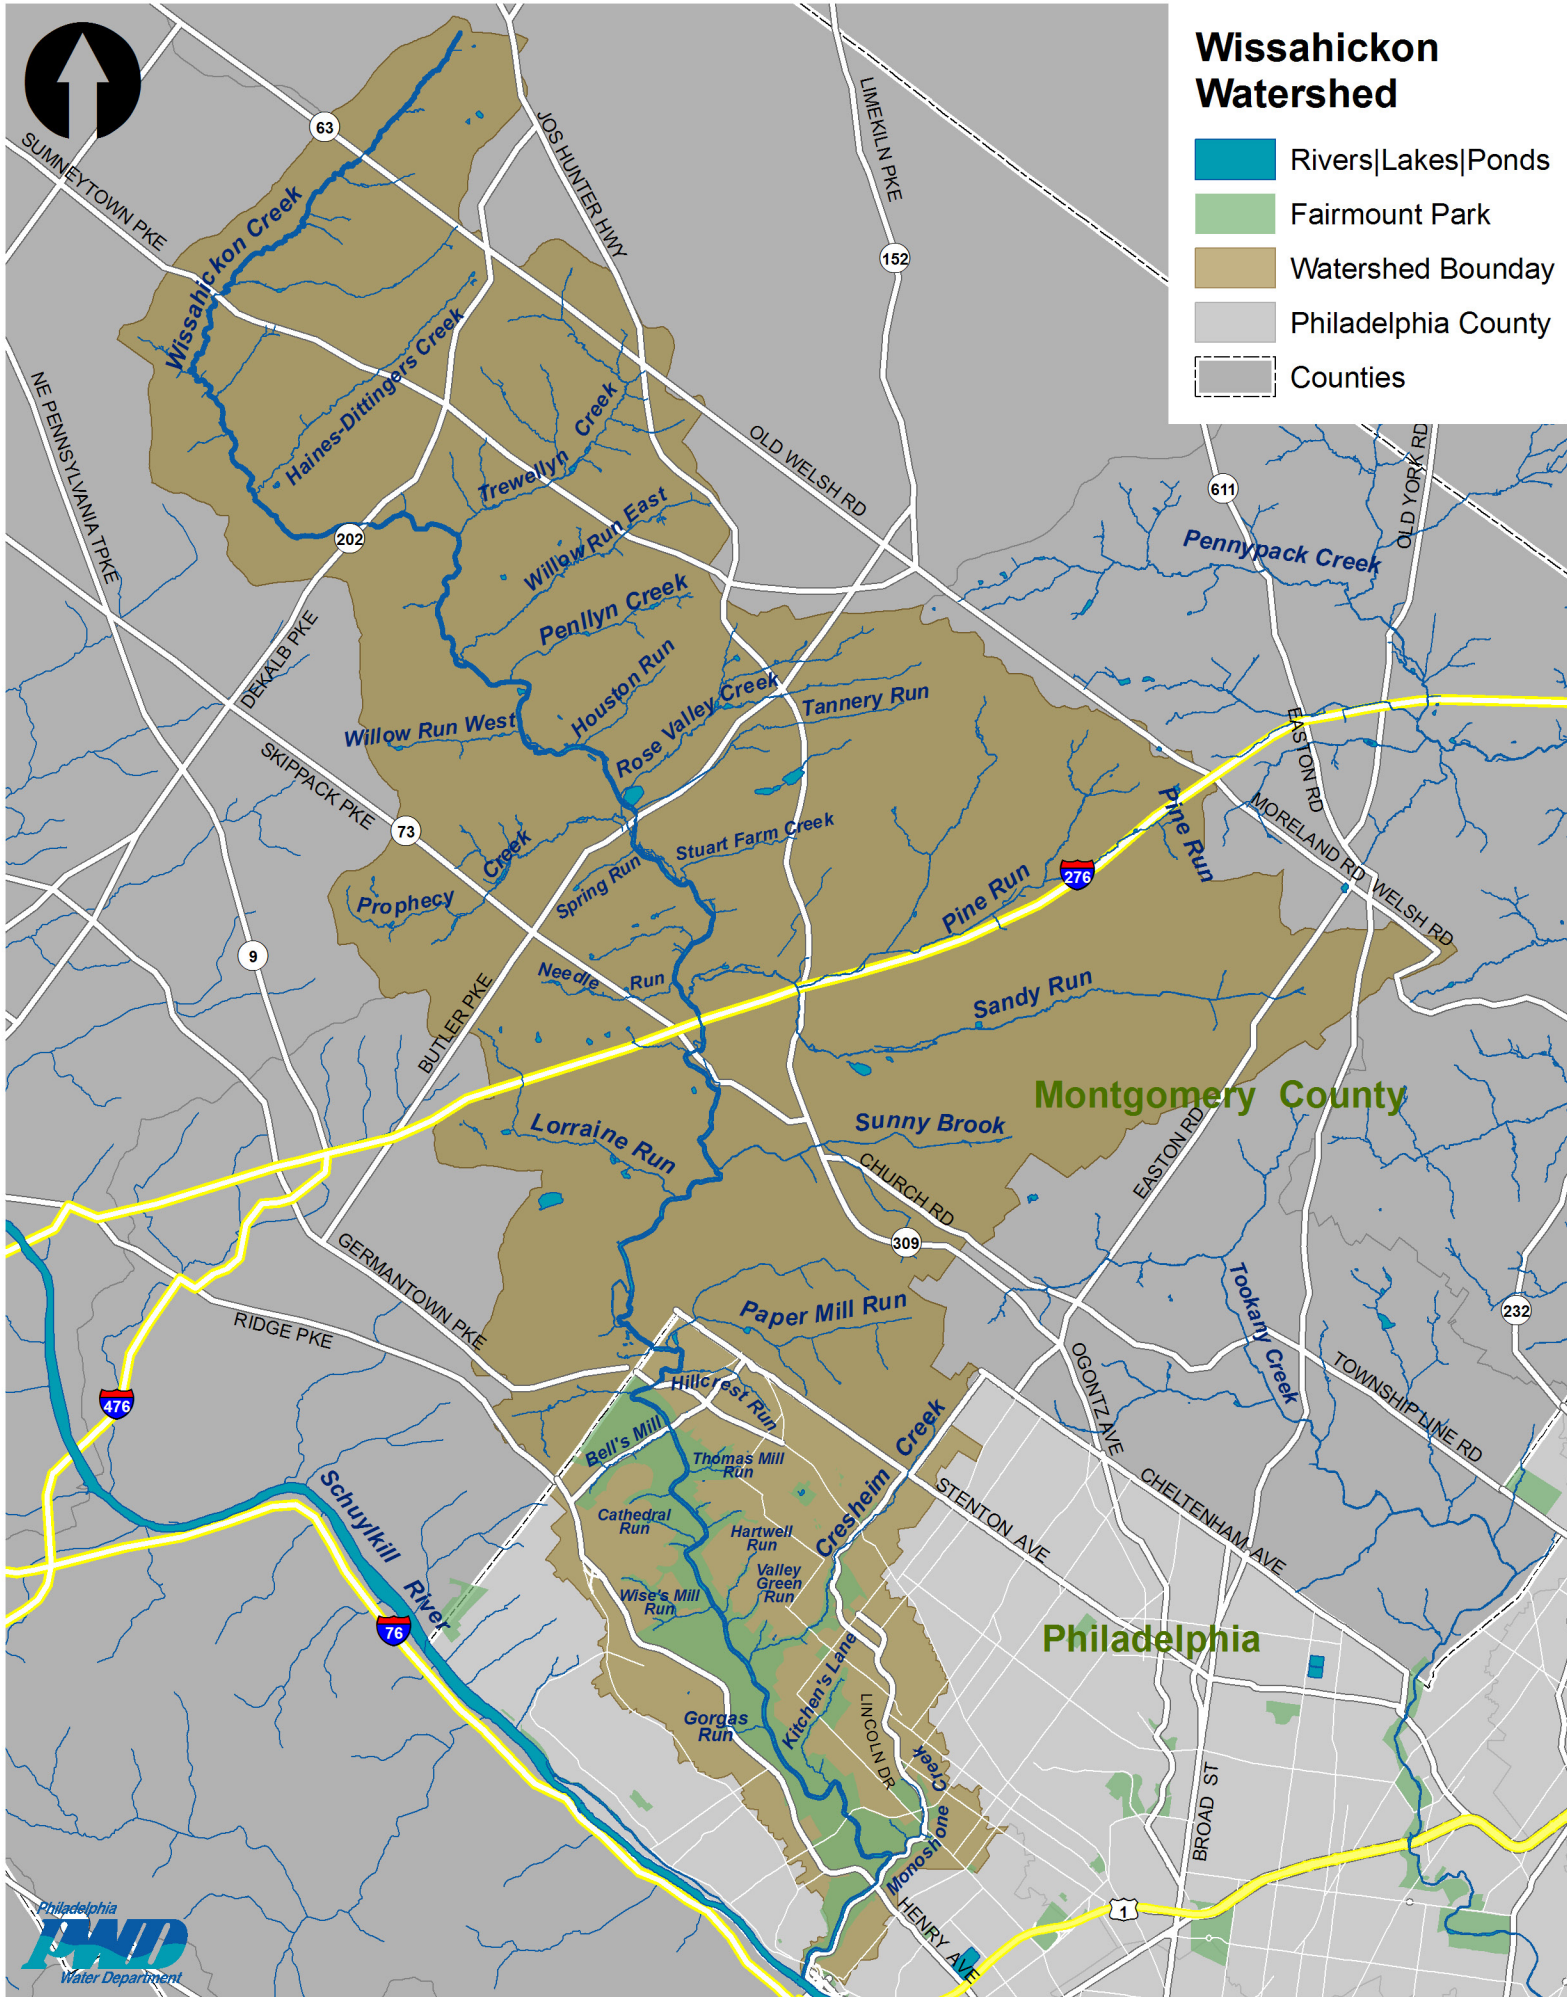 Wissahickon
Watershed
Rivers|Lakes|Ponds
Fairmount Park
Watershed Bounday
Philadelphia County
Counties
63
SUMNEYTOWN PKE
JOS HUNTER HWY
LIMEKILN PKE
152
Wissahickon Creek
Haines-Dittingers Creek
NE PENNSYLVANIA TPKE
Trewellyn Creek
OLD WELSH RD
611
OLD YORK RD
202
Willow Run East
Pennypack Creek
Penllyn Creek
DEKALB PKE
Houston Run
Rose Valley Creek
Tannery Run
Willow Run West
SKIPPACK PKE
EASTON RD
73
Prophecy Creek
Spring Run
Stuart Farm Creek
Pine Run
MORELAND RD
WELSH RD
276
Pine Run
9
BUTLER PKE
Needle Run
Sandy Run
Montgomery County
Lorraine Run
Sunny Brook
EASTON RD
CHURCH RD
309
GERMANTOWN PKE
RIDGE PKE
Paper Mill Run
Tookany Creek
232
476
Hillcrest Run
OGONTZ AVE
TOWNSHIP LINE RD
Bell's Mill
Thomas Mill
Run
Cresheim Creek
Schuylkill River
Cathedral
Run
Hartwell
Run
STENTON AVE
CHELTENHAM AVE
Valley
Green
Run
Wise's Mill
Run
76
Philadelphia
Kitchen's Lane
LINCOLN DR
Gorgas
Run
Monoshone Creek
BROAD ST
HENRY AVE
1
Philadelphia
PWD
Water Department